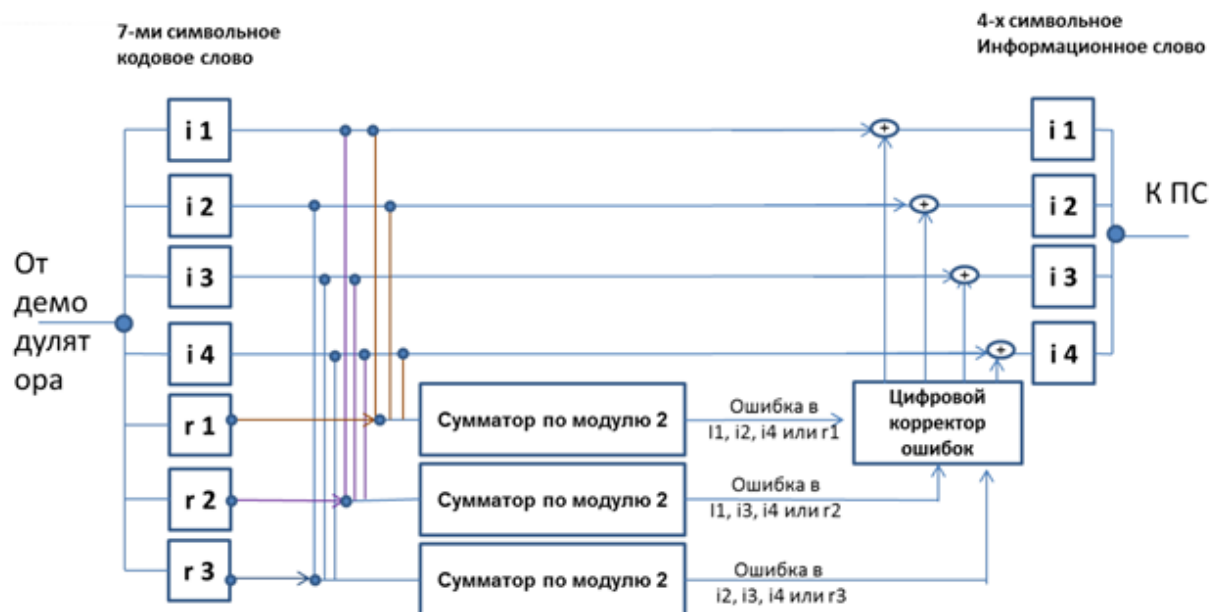 7-ми символьное
кодовое слово
4-х символьное
Информационное слово
i 1
i 1
i 2
i 2
К ПС
От
демо
дулят
ора
i 3
i 3
i 4
i 4
r 1
Сумматор по модулю 2
Ошибка в
I1, i2, i4 или r1
Цифровой
корректор
ошибок
r 2
Сумматор по модулю 2
Ошибка в
I1, i3, i4 или r2
r 3
Сумматор по модулю 2
Ошибка в
i2, i3, i4 или r3
+
+
+
+